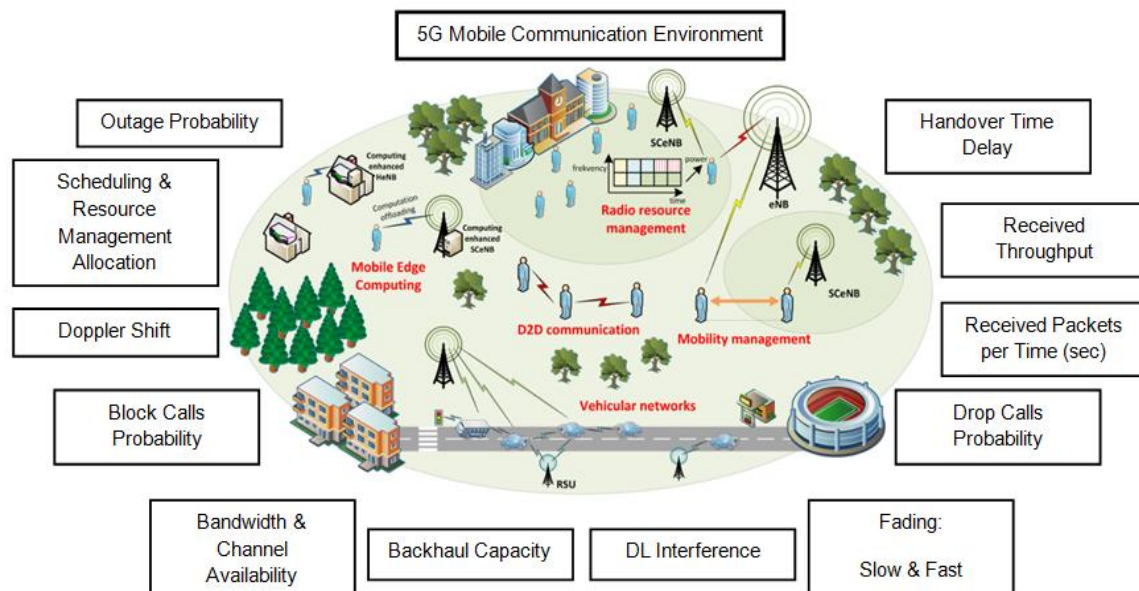 5G Mobile Communication Environment
Outage Probability
Scheduling &
Resource
Management
Allocation
Doppler Shift
Block Calls
Probability
Bandwidth &
Channel
Availability
Backhaul Capacity
DL Interference
Fading:
Slow & Fast
Drop Calls
Probability
Received Packets
per Time (sec)
Received
Throughput
Handover Time
Delay
SCeNB
eNB
frekvency
power
time
Radio resource
management
Computing
enhanced
HeNB
Computation
offloading
Computing
enhanced
SCeNB
Mobile Edge
Computing
D2D communication
SCeNB
Mobility management
Vehicular networks
RSU